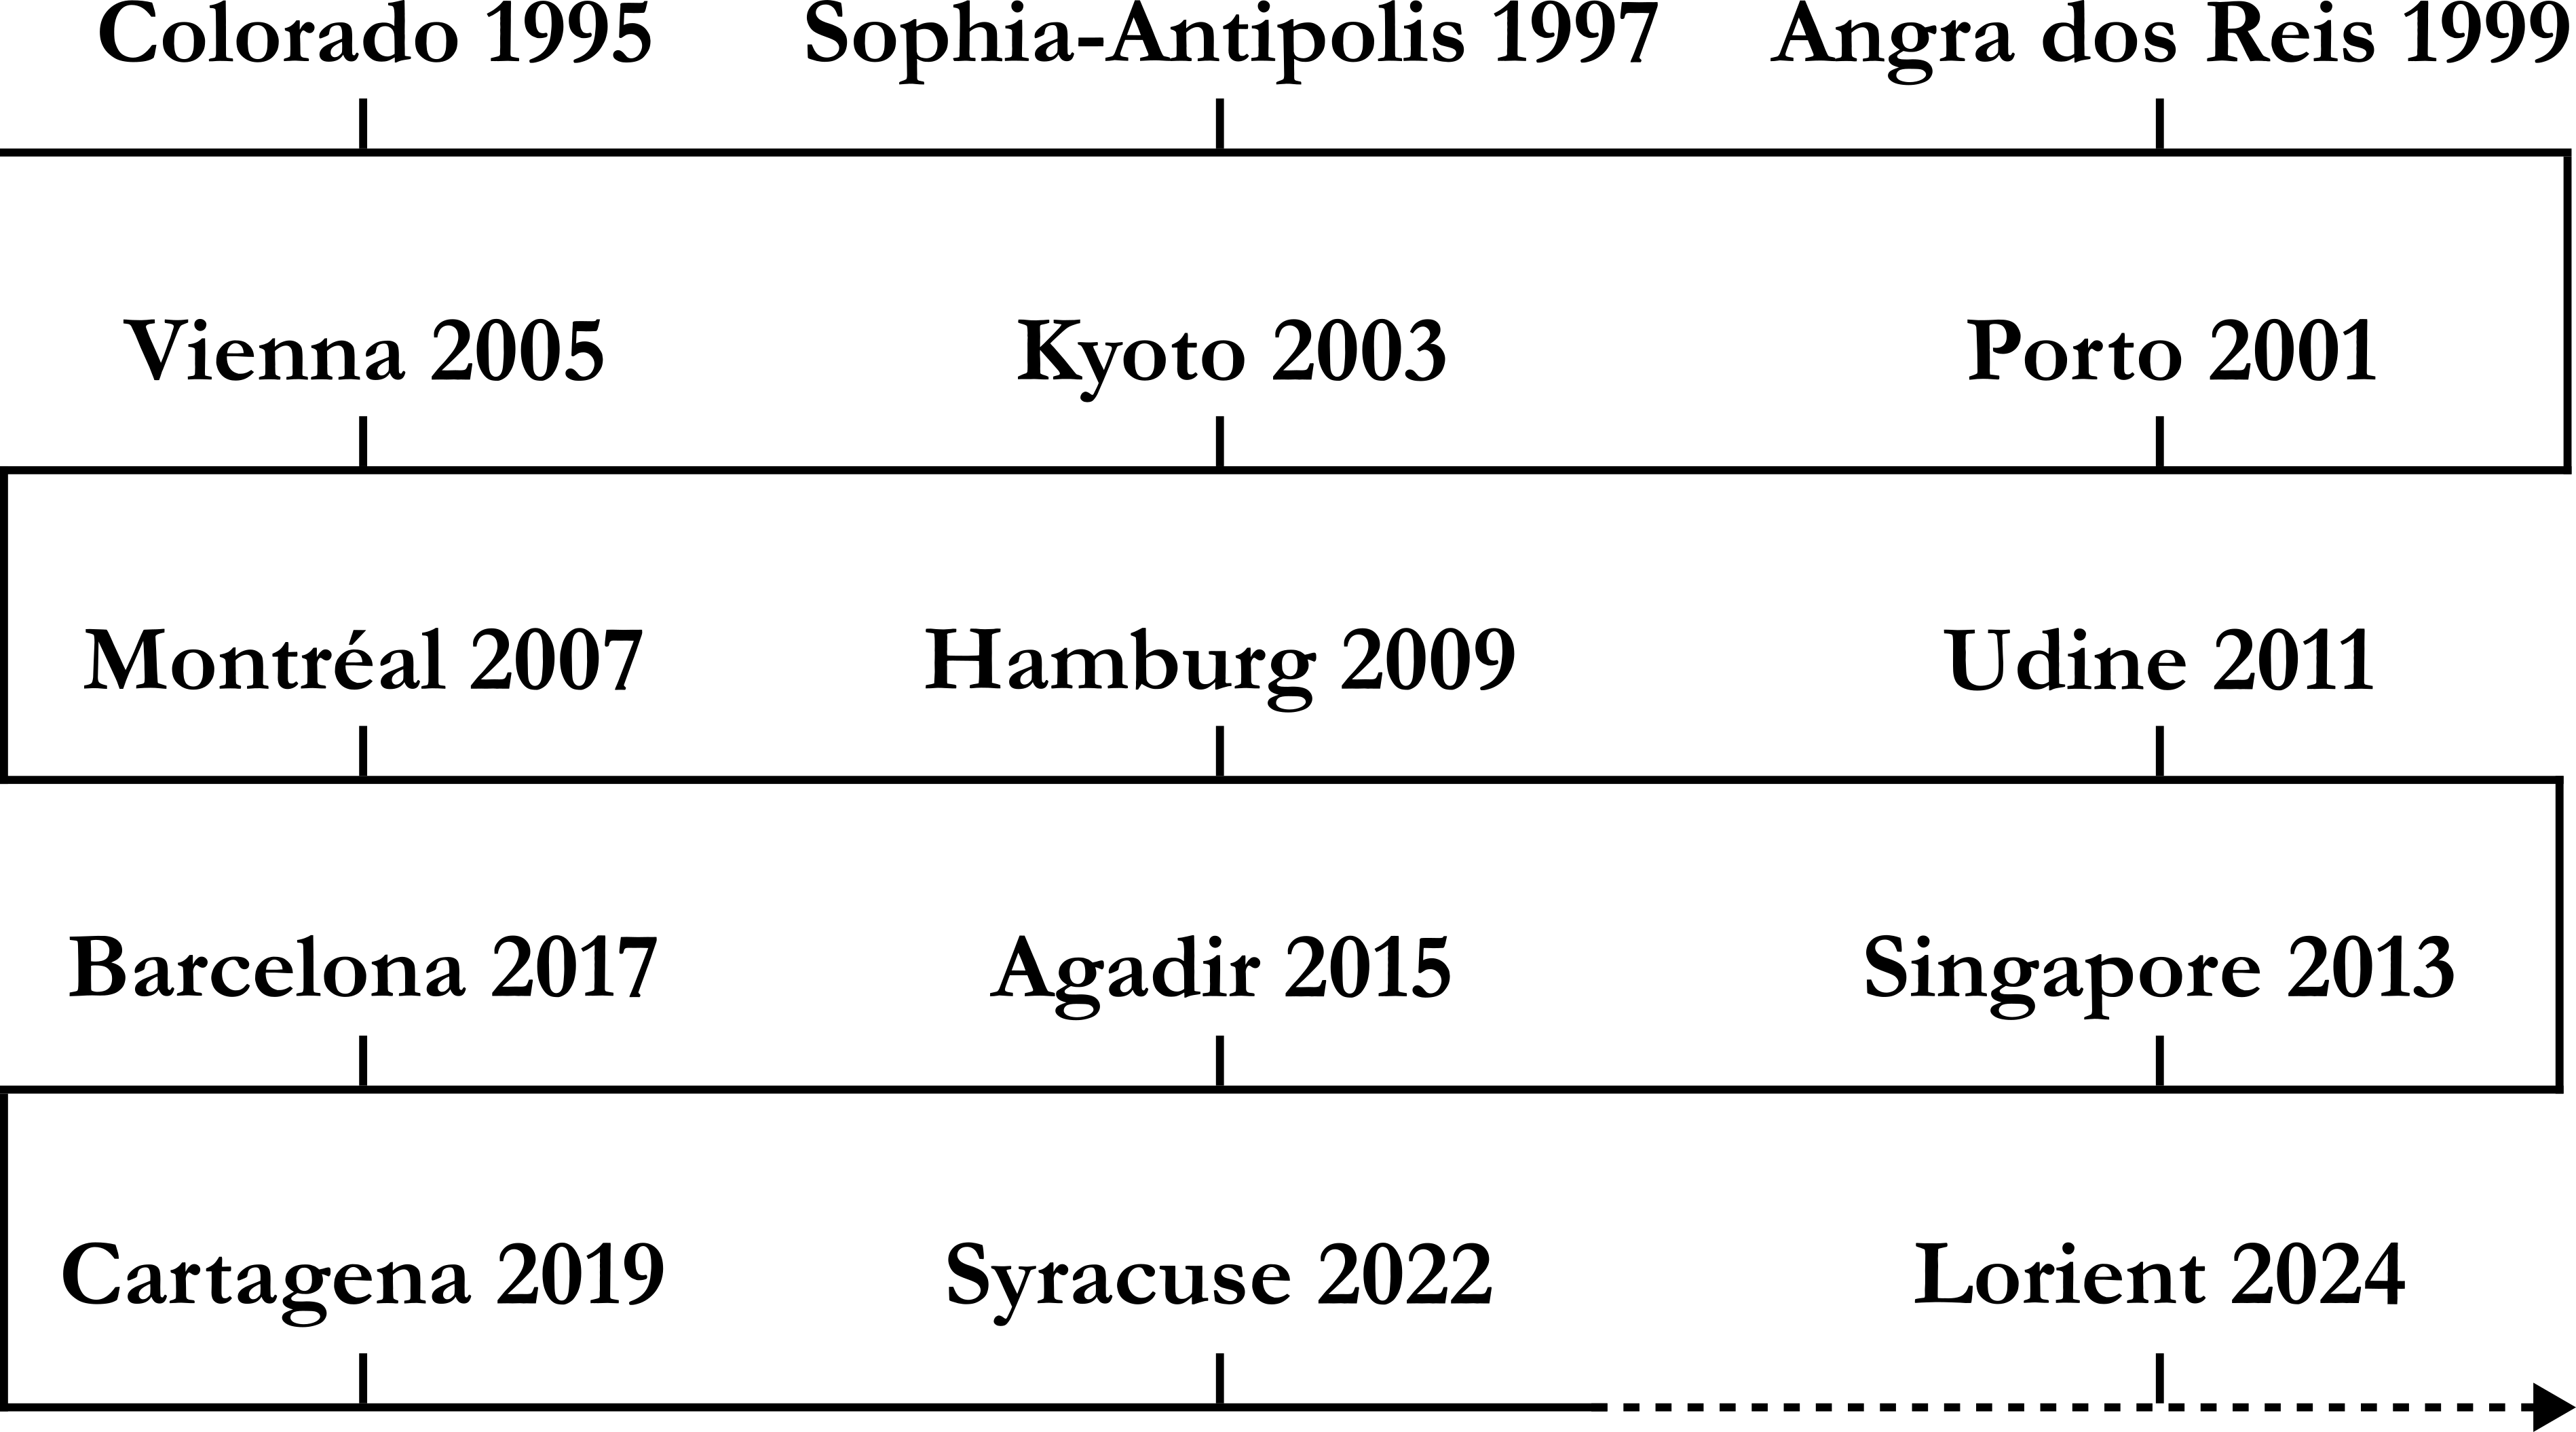 Colorado 1995 Sophia-Antipolis 1997 Angra dos Reis 1999
Vienna 2005 Kyoto 2003 Porto 2001
Montréal 2007 Hamburg 2009 Udine 2011
Barcelona 2017 Agadir 2015 Singapore 2013
Cartagena 2019 Syracuse 2022 Lorient 2024